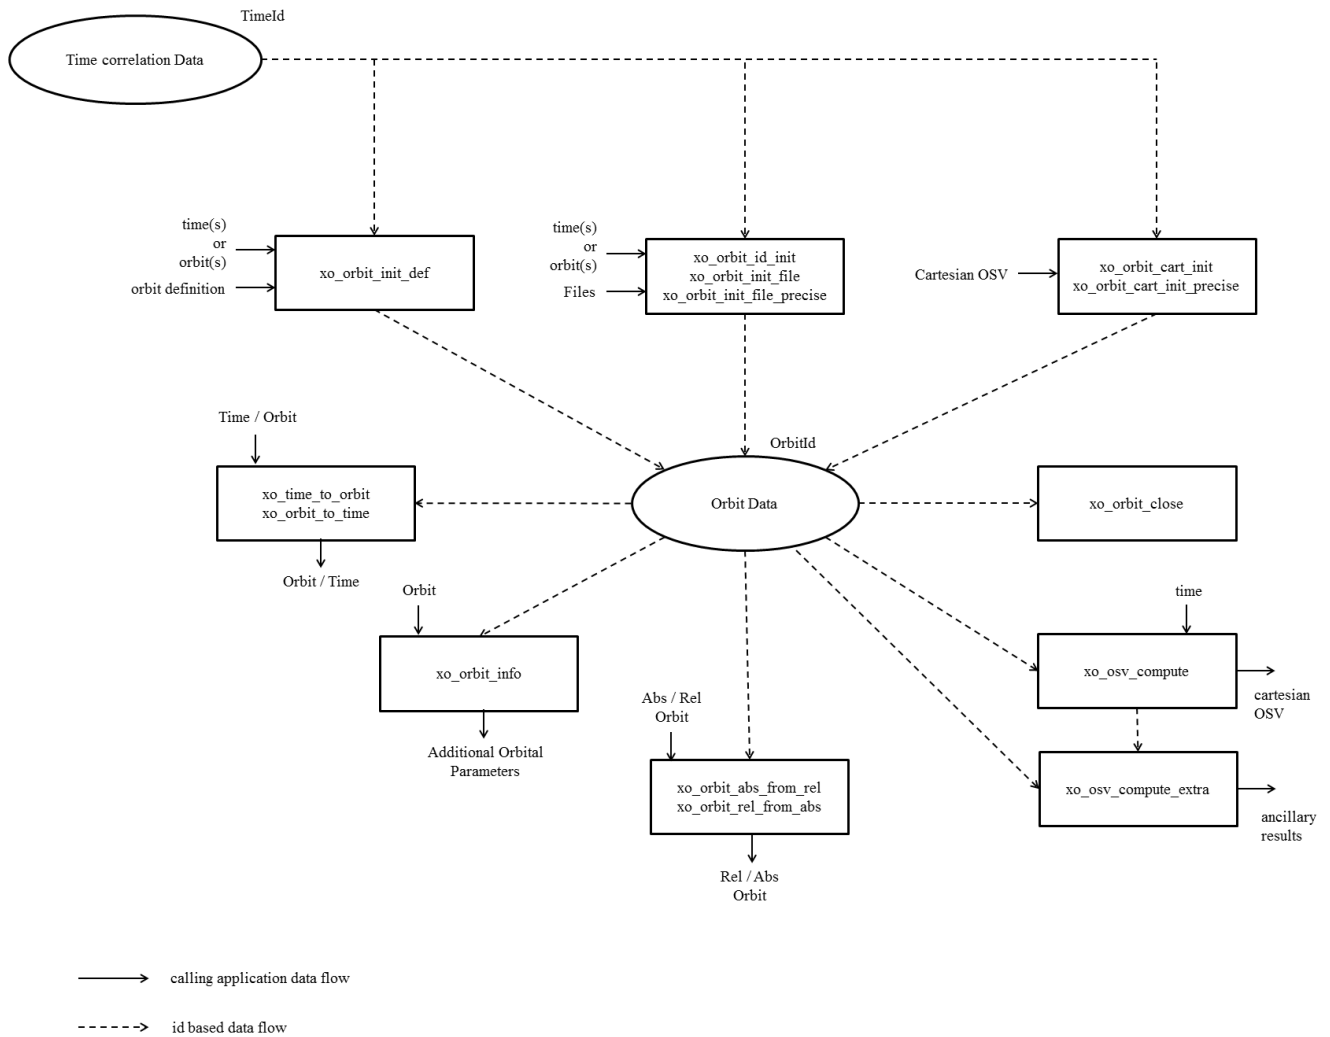 TimeId
Time correlation Data
time(s)
or
orbit(s)
orbit definition
xo_orbit_init_def
time(s)
or
orbit(s)
Files
xo_orbit_id_init
xo_orbit_init_file
xo_orbit_init_file_precise
Cartesian OSV
xo_orbit_cart_init
xo_orbit_cart_init_precise
Time / Orbit
xo_time_to_orbit
xo_orbit_to_time
Orbit / Time
OrbitId
Orbit Data
xo_orbit_close
Orbit
xo_orbit_info
Additional Orbital
Parameters
Abs / Rel
Orbit
xo_orbit_abs_from_rel
xo_orbit_rel_from_abs
Rel / Abs
Orbit
time
xo_osv_compute
cartesian
OSV
xo_osv_compute_extra
ancillary
results
calling application data flow
id based data flow